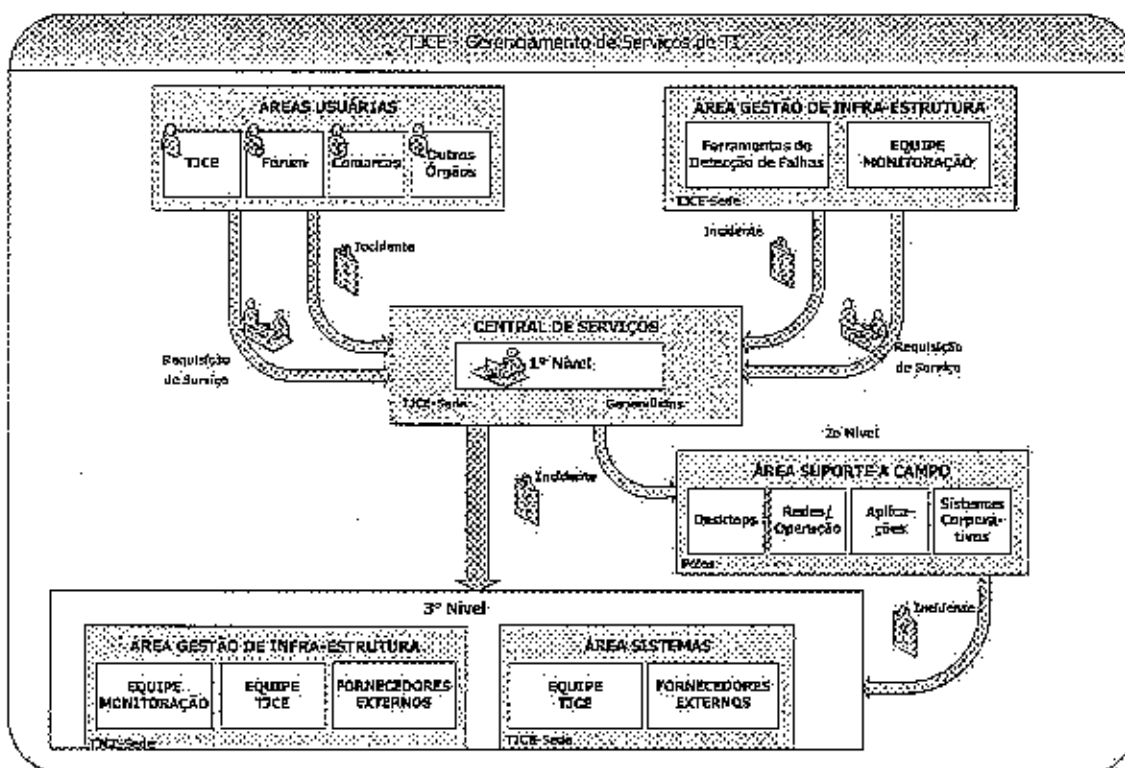 TJCE - Gerenciamento de Serviços de TI
ÁREAS USUÁRIAS
TJCE
Fórum
Comarcas
Outros
Órgãos
ÁREA GESTÃO DE INFRA-ESTRUTURA
Ferramentas de
Detecção de Falhas
EQUIPE
MONITORAÇÃO
TJCE-Sede
Incidente
Incidente
Requisição
de Serviço
Requisição
de Serviço
CENTRAL DE SERVIÇOS
1º Nível
TJCE-Sede
Generalistas
2o Nível
ÁREA SUPORTE A CAMPO
Desktops
Redes/
Operação
Aplica-
ções
Sistemas
Corpora-
tivos
Pólos
Incidente
Incidente
3º Nível
ÁREA GESTÃO DE INFRA-ESTRUTURA
EQUIPE
MONITORAÇÃO
EQUIPE
TJCE
FORNECEDORES
EXTERNOS
TJCE-Sede
ÁREA SISTEMAS
EQUIPE
TJCE
FORNECEDORES
EXTERNOS
TJCE-Sede